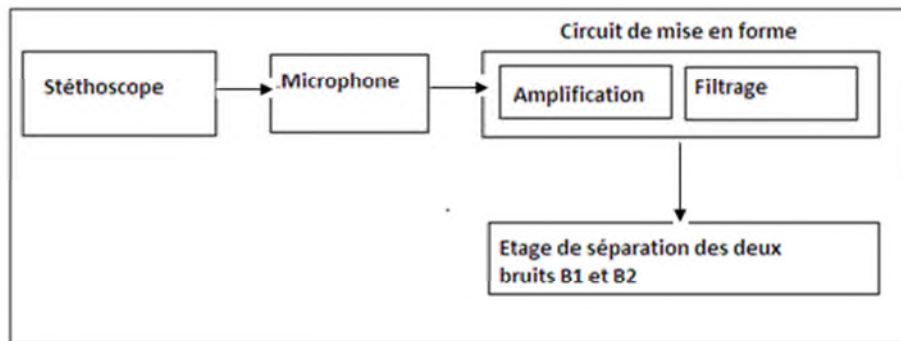 Circuit de mise en forme
Stéthoscope
.Microphone
Amplification
Filtrage
Etage de séparation des deux
bruits B1 et B2